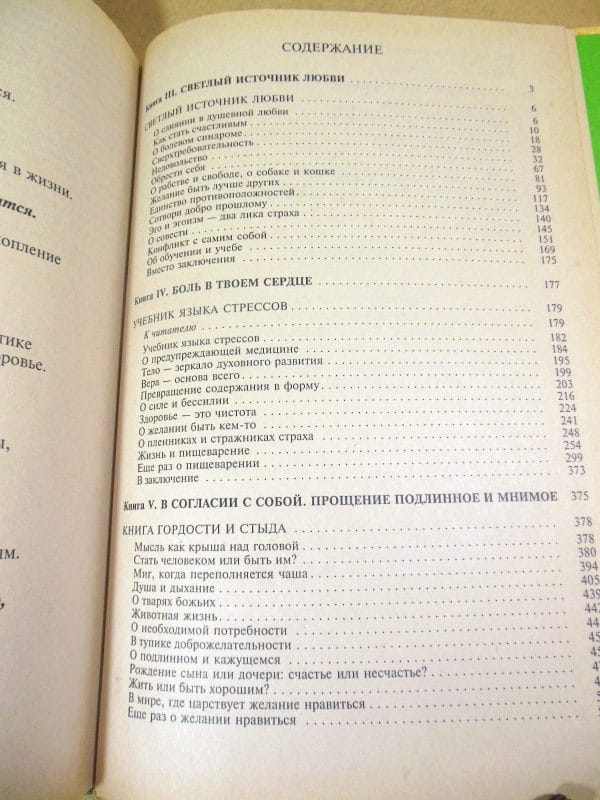 ся.
я в жизни.
ится.
опление
тике
оровье.
ы,
ым.
),
СОДЕРЖАНИЕ
Книга III. СВЕТЛЫЙ ИСТОЧНИК ЛЮБВИ 3
СВЕТЛЫЙ ИСТОЧНИК ЛЮБВИ 6
О слиянии в душевной любви 6
Как стать счастливым 10
О болевом синдроме 18
Сверхтребовательность 28
Недовольство 32
Обрести себя 67
О рабстве и свободе, о собаке и кошке 81
Желание быть лучше других 93
Единство противоположностей 117
Сотвори добро прошлому 134
Эго и эгоизм — два лика страха 140
О совести 145
Конфликт с самим собой 151
Об обучении и учебе 169
Вместо заключения 175
Книга IV. БОЛЬ В ТВОЕМ СЕРДЦЕ 177
УЧЕБНИК ЯЗЫКА СТРЕССОВ 179
К читателю 179
Учебник языка стрессов 182
О предупреждающей медицине 184
Тело — зеркало духовного развития 195
Вера — основа всего 199
Превращение содержания в форму 203
О силе и бессилии 216
Здоровье — это чистота 224
О желании быть кем-то 241
О пленниках и стражниках страха 248
Жизнь и пищеварение 254
Еще раз о пищеварении 299
В заключение 373
Книга V. В СОГЛАСИИ С СОБОЙ. ПРОЩЕНИЕ ПОДЛИННОЕ И МНИМОЕ 375
КНИГА ГОРДОСТИ И СТЫДА 378
Мысль как крыша над головой 378
Стать человеком или быть им? 380
Миг, когда переполняется чаша 394
Душа и дыхание 405
О тварях божьих 439
Животная жизнь 442
О необходимой потребности 44
В тупике доброжелательности 45
О подлинном и кажущемся 45
Рождение сына или дочери: счастье или несчастье?
Жить или быть хорошим? 4
В мире, где царствует желание нравиться
Еще раз о желании нравиться